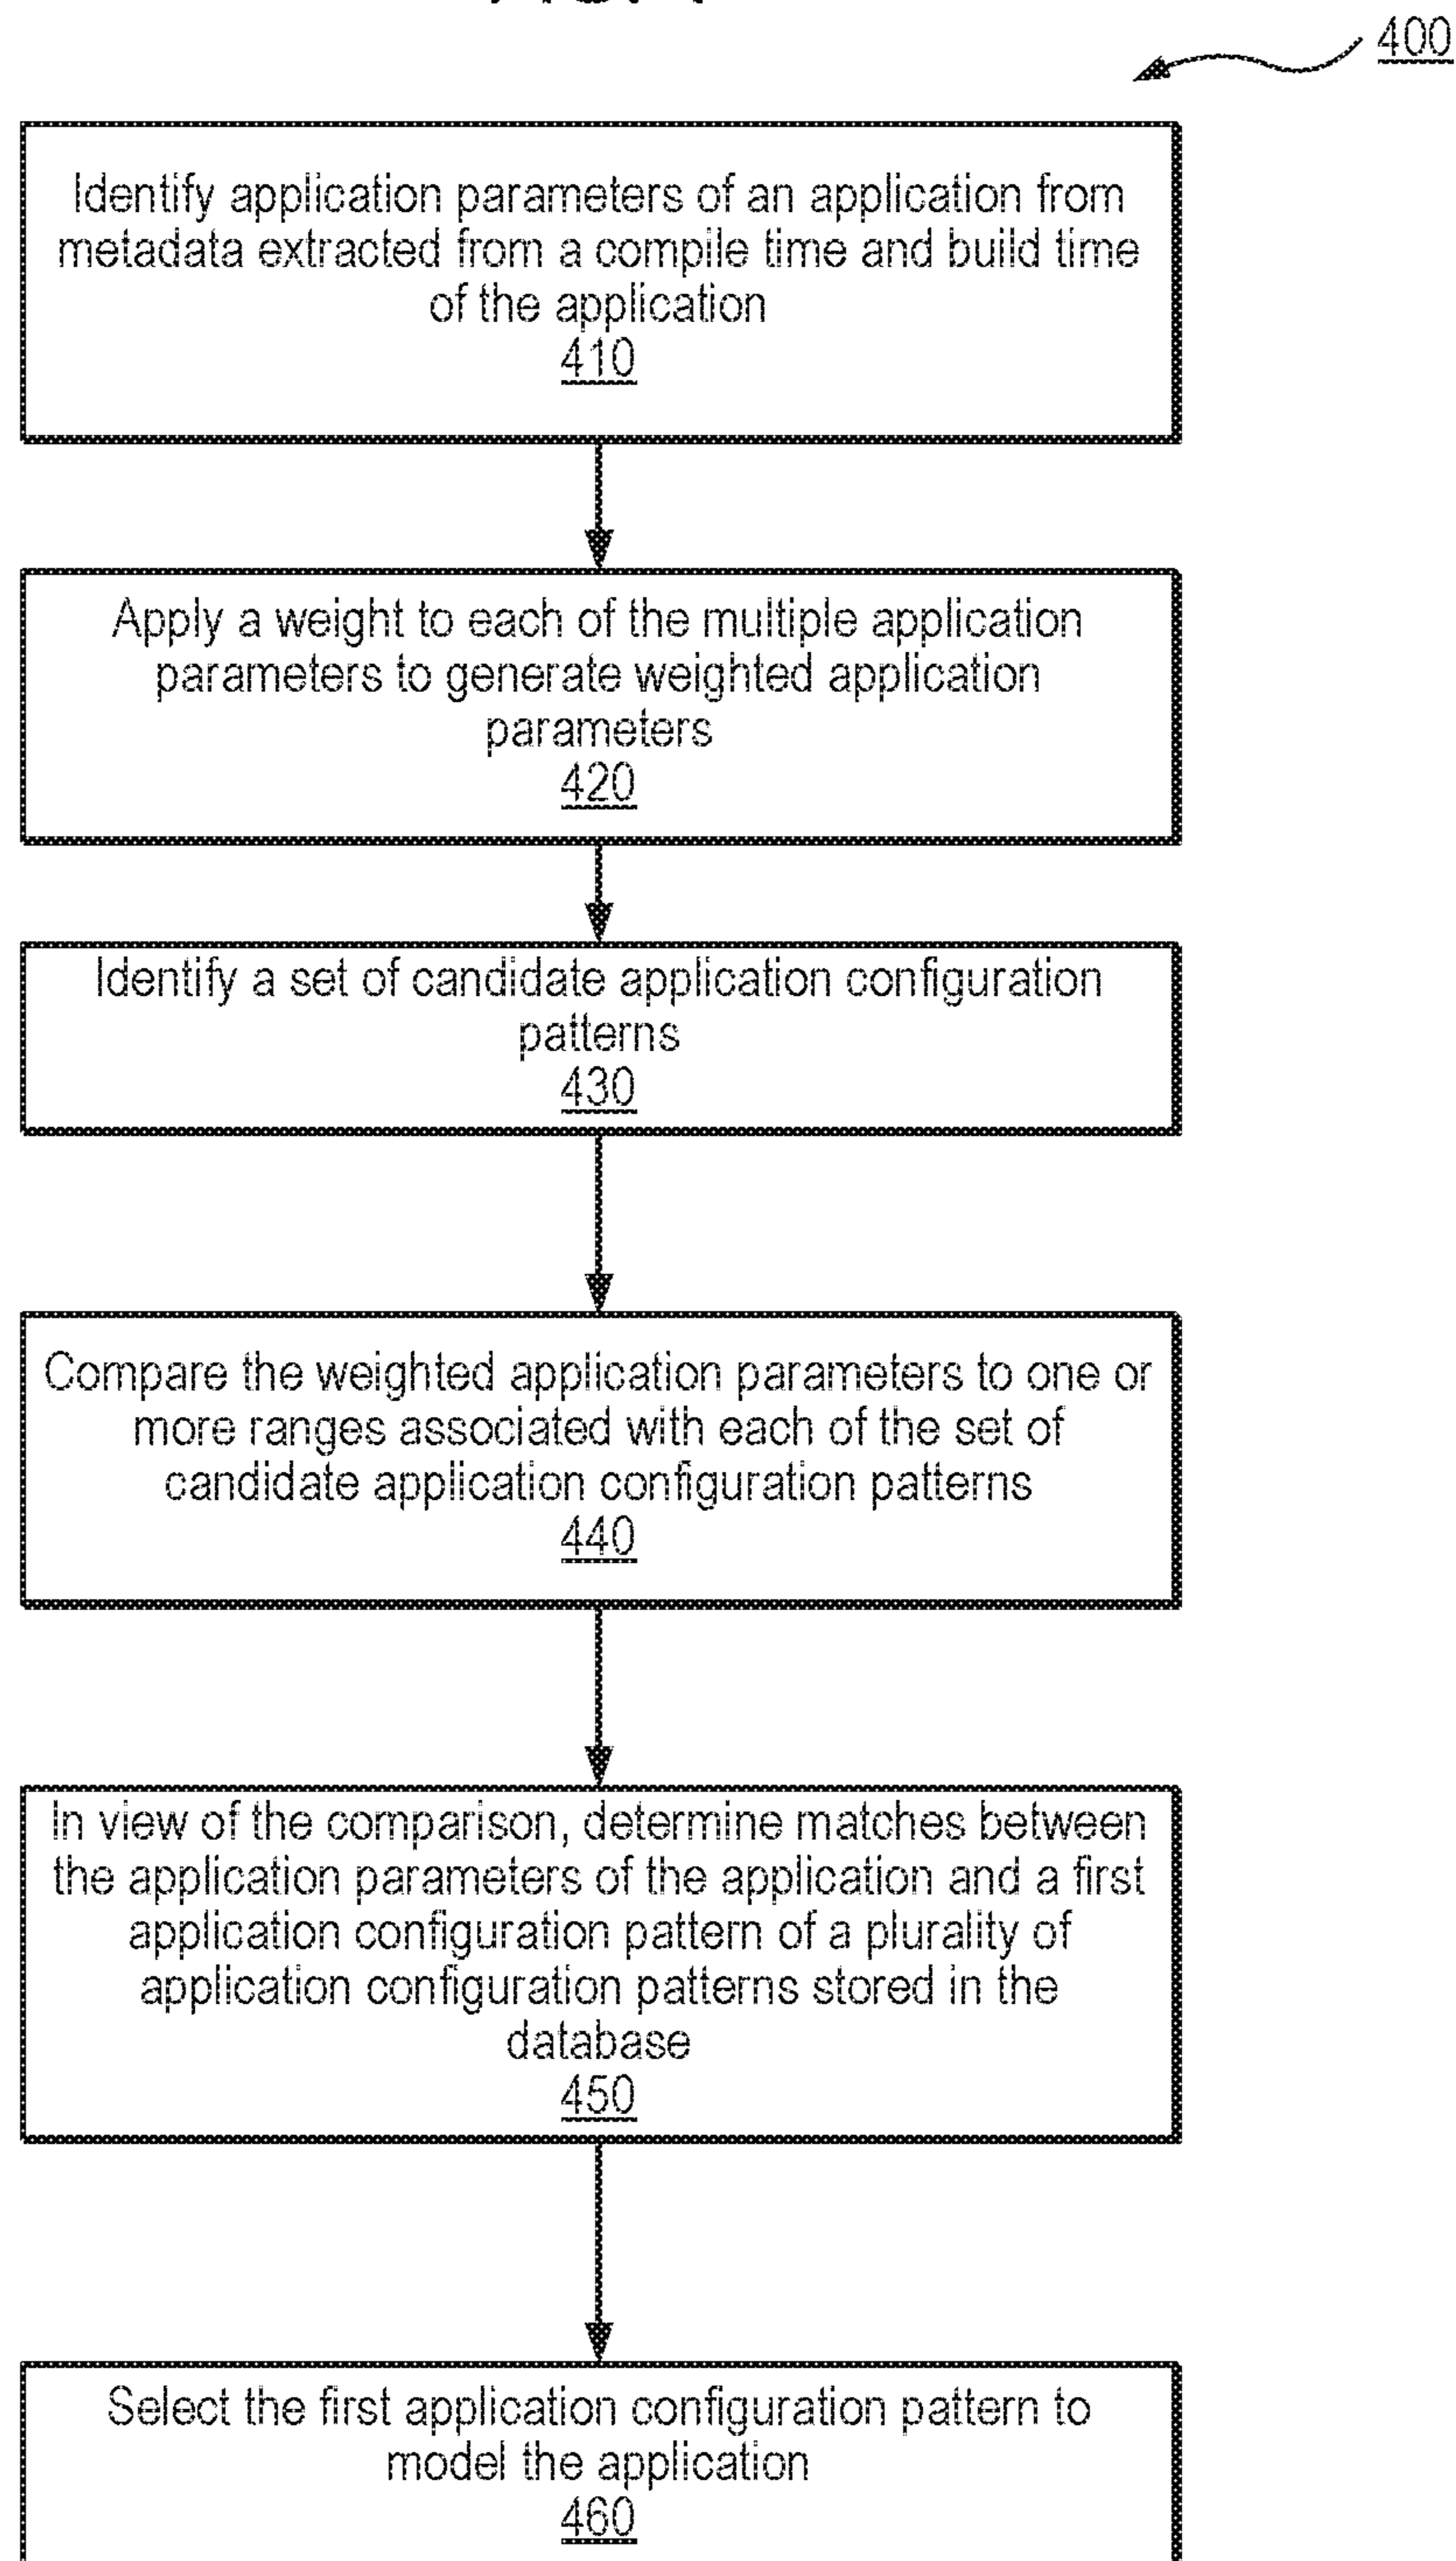 400
Identify application parameters of an application from
metadata extracted from a compile time and build time
of the application
410
Apply a weight to each of the multiple application
parameters to generate weighted application
parameters
420
Identify a set of candidate application configuration
patterns
430
Compare the weighted application parameters to one or
more ranges associated with each of the set of
candidate application configuration patterns
440
In view of the comparison, determine matches between
the application parameters of the application and a first
application configuration pattern of a plurality of
application configuration patterns stored in the
database
450
Select the first application configuration pattern to
model the application
460